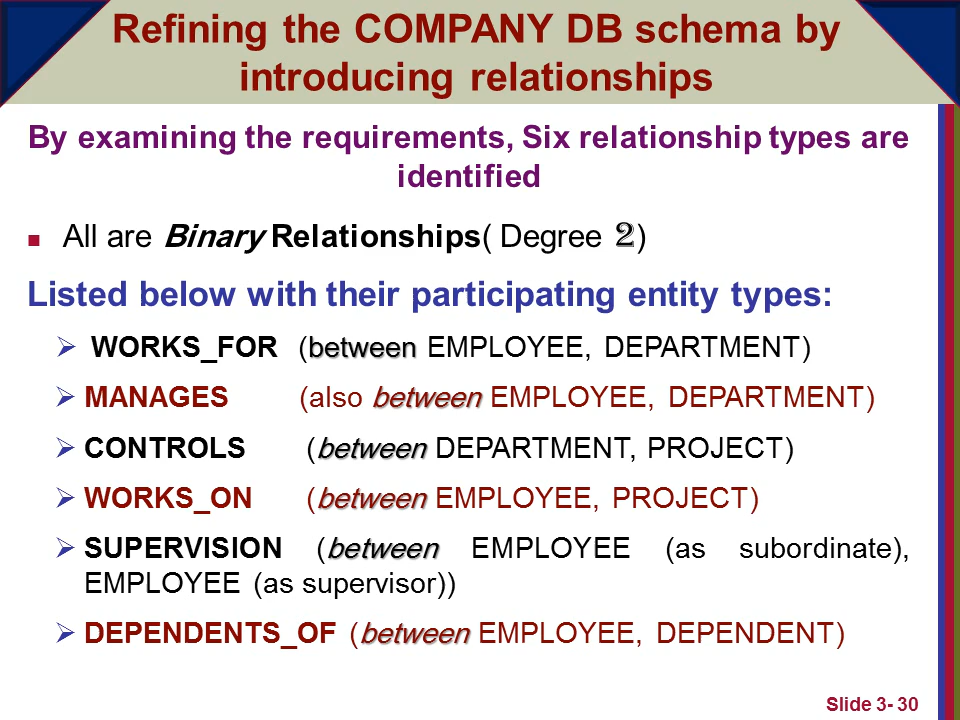 Refining the COMPANY DB schema by
introducing relationships
By examining the requirements, Six relationship types are
identified
All are Binary Relationships( Degree 2)
Listed below with their participating entity types:
WORKS_FOR (between EMPLOYEE, DEPARTMENT)
MANAGES (also between EMPLOYEE, DEPARTMENT)
CONTROLS (between DEPARTMENT, PROJECT)
WORKS_ON (between EMPLOYEE, PROJECT)
SUPERVISION (between EMPLOYEE (as subordinate),
EMPLOYEE (as supervisor))
DEPENDENTS_OF (between EMPLOYEE, DEPENDENT)
Slide 3- 30